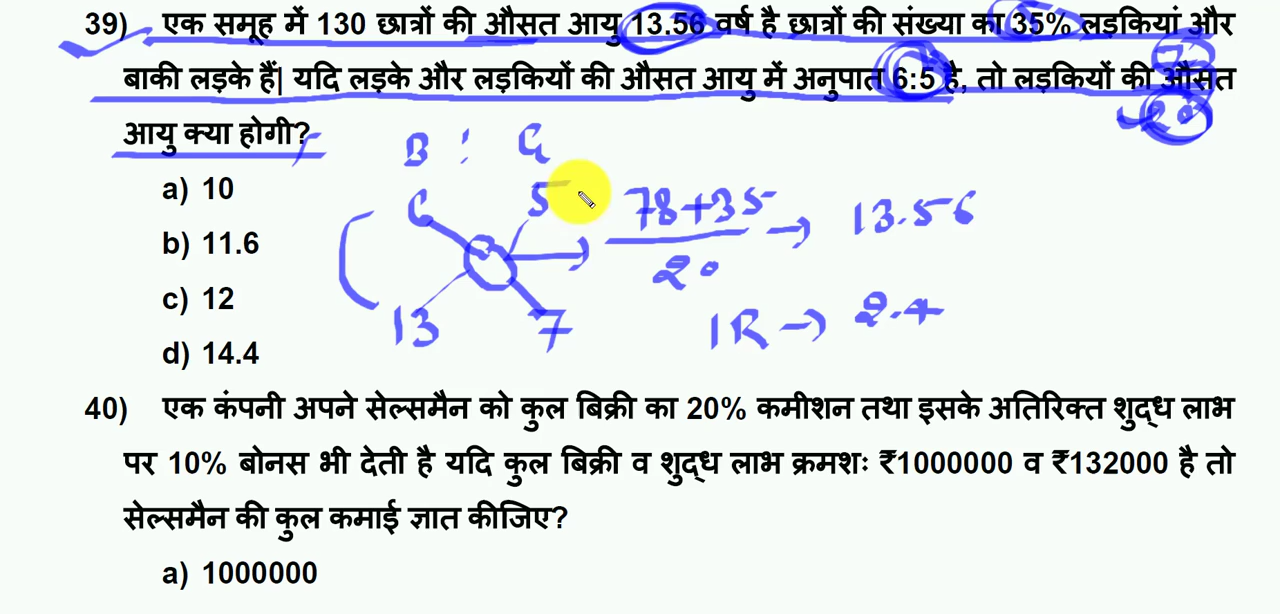 39) एक समूह में 130 छात्रों की औसत आयु 13.56 वर्ष है छात्रों की संख्या का 35% लड़कियां और
7
बाकी लड़के हैं| यदि लड़के और लड़कियों की औसत आयु में अनुपात 6:5 है, तो लड़कियों की औसत
20
आयु क्या होगी?
B : G
a) 10
6 5 78+35 → 13.56
b) 11.6
20
c) 12
13 7 1R → 2.4
d) 14.4
40) एक कंपनी अपने सेल्समैन को कुल बिक्री का 20% कमीशन तथा इसके अतिरिक्त शुद्ध लाभ
पर 10% बोनस भी देती है यदि कुल बिक्री व शुद्ध लाभ क्रमशः ₹1000000 व ₹132000 है तो
सेल्समैन की कुल कमाई ज्ञात कीजिए?
a) 1000000